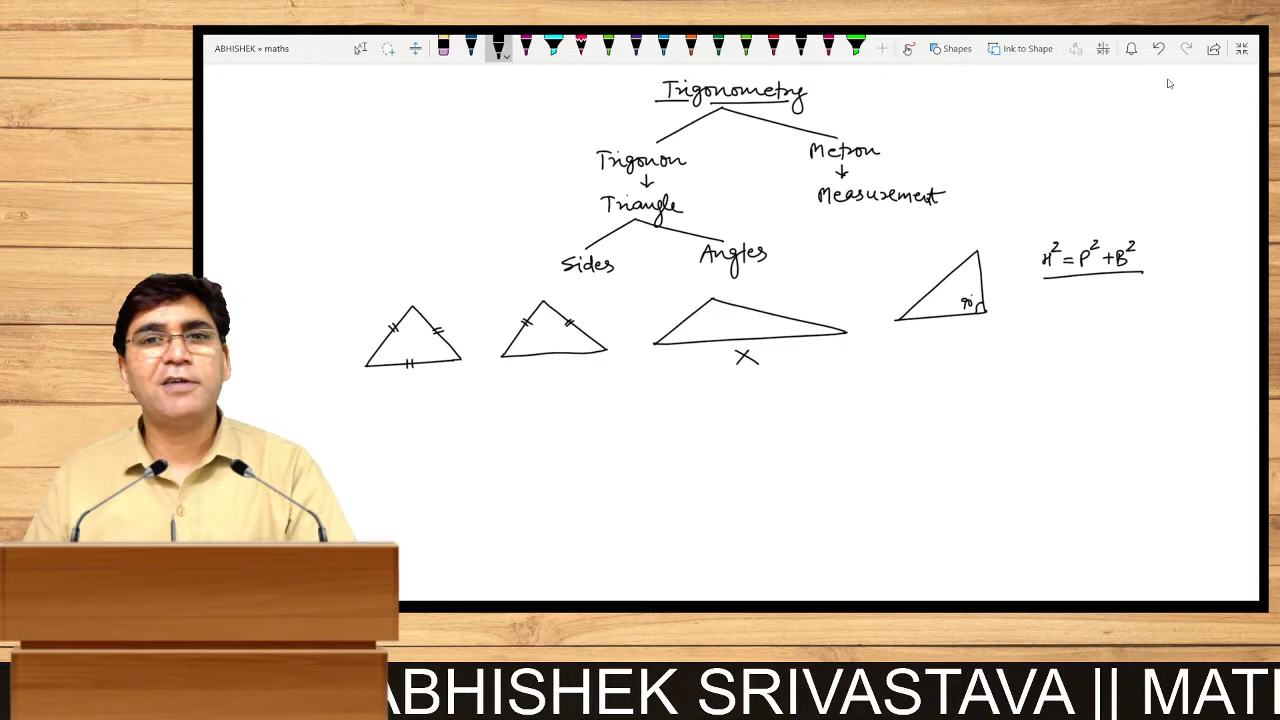 ABHISHEK » maths
Shapes
Ink to Shape
Trigonometry
Trigonon
Metron
↓
↓
Triangle
Measurement
Sides
Angles
H² = P² + B²
90°
×
ABHISHEK SRIVASTAVA || MATI